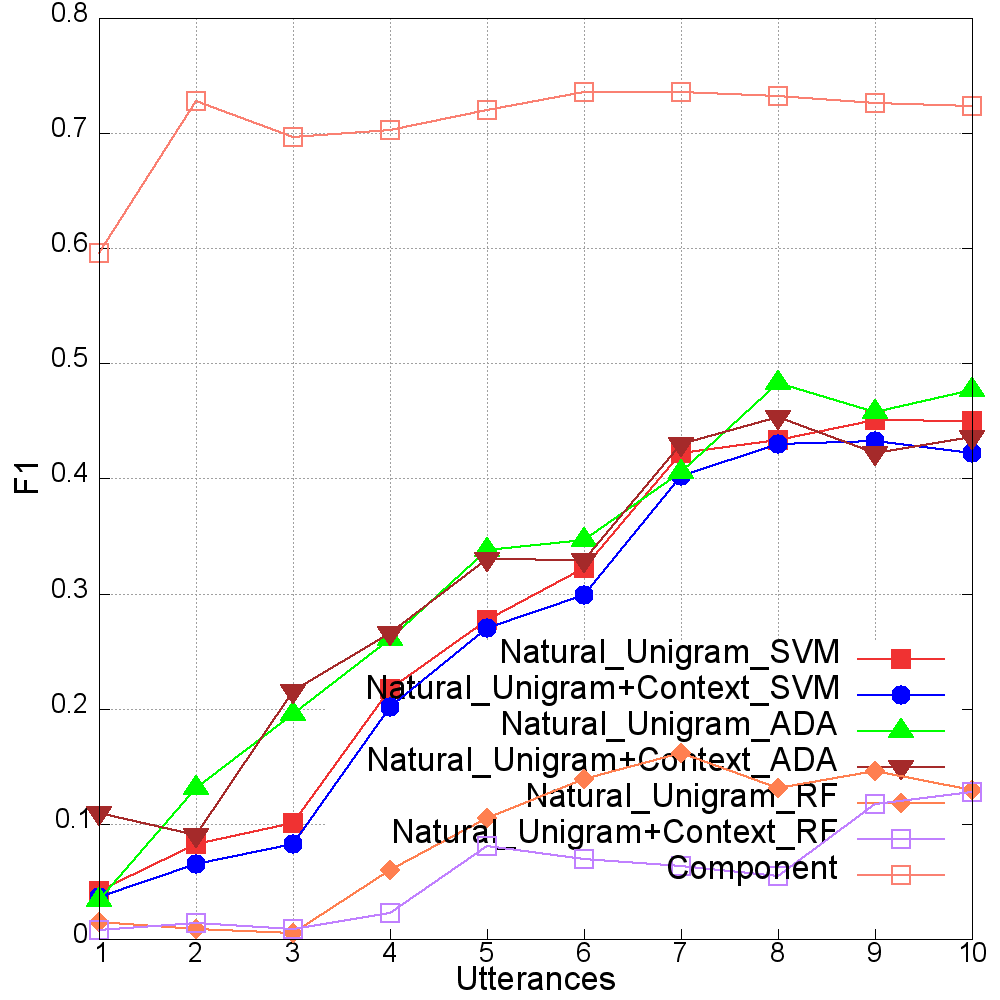 0.8
0.7
0.6
0.5
0.4
0.3
0.2
0.1
0
F1
Natural_Unigram_SVM
Natural_Unigram+Context_SVM
Natural_Unigram_ADA
Natural_Unigram+Context_ADA
Natural_Unigram_RF
Natural_Unigram+Context_RF
Component
1 2 3 4 5 6 7 8 9 10
Utterances